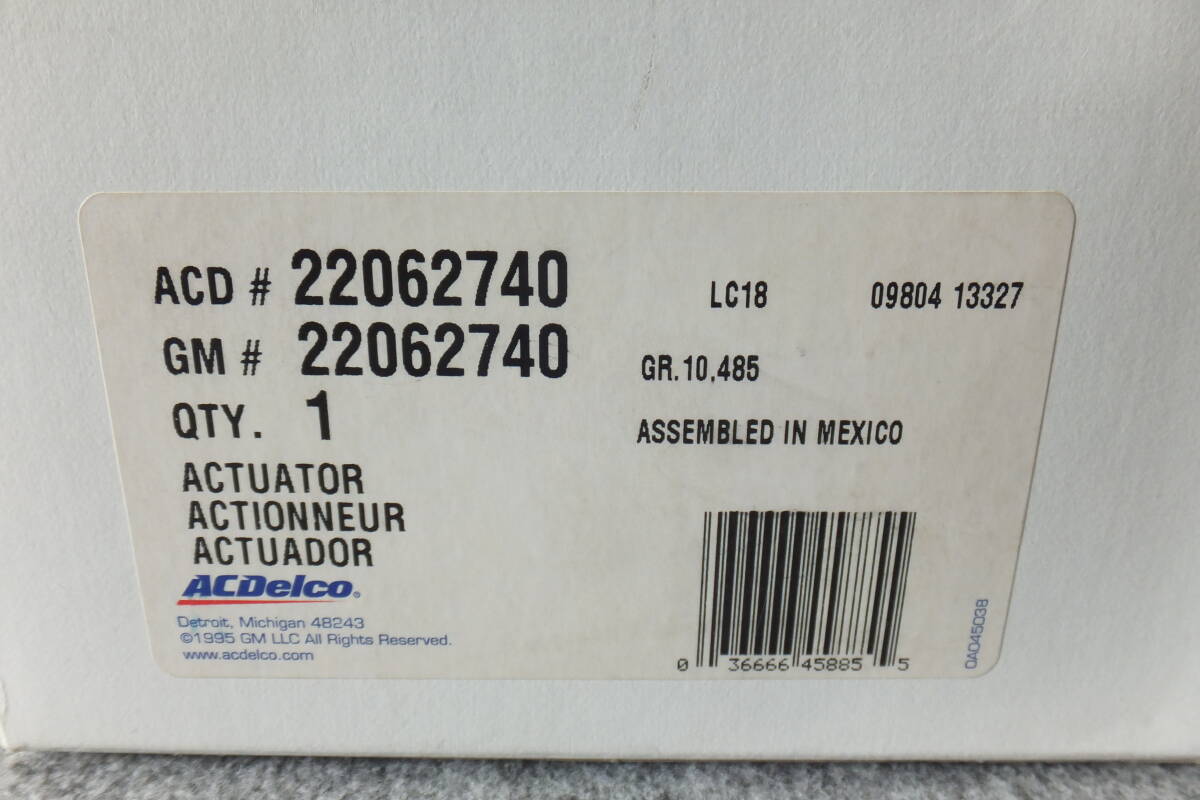 ACD # 22062740 LC18 09804 13327
GM # 22062740 GR.10,485
QTY. 1 ASSEMBLED IN MEXICO
ACTUATOR
ACTIONNEUR
ACTUADOR
ACDelco®
Detroit, Michigan 48243
©1995 GM LLC All Rights Reserved.
www.acdelco.com
0 36666 45885 5
0A045038